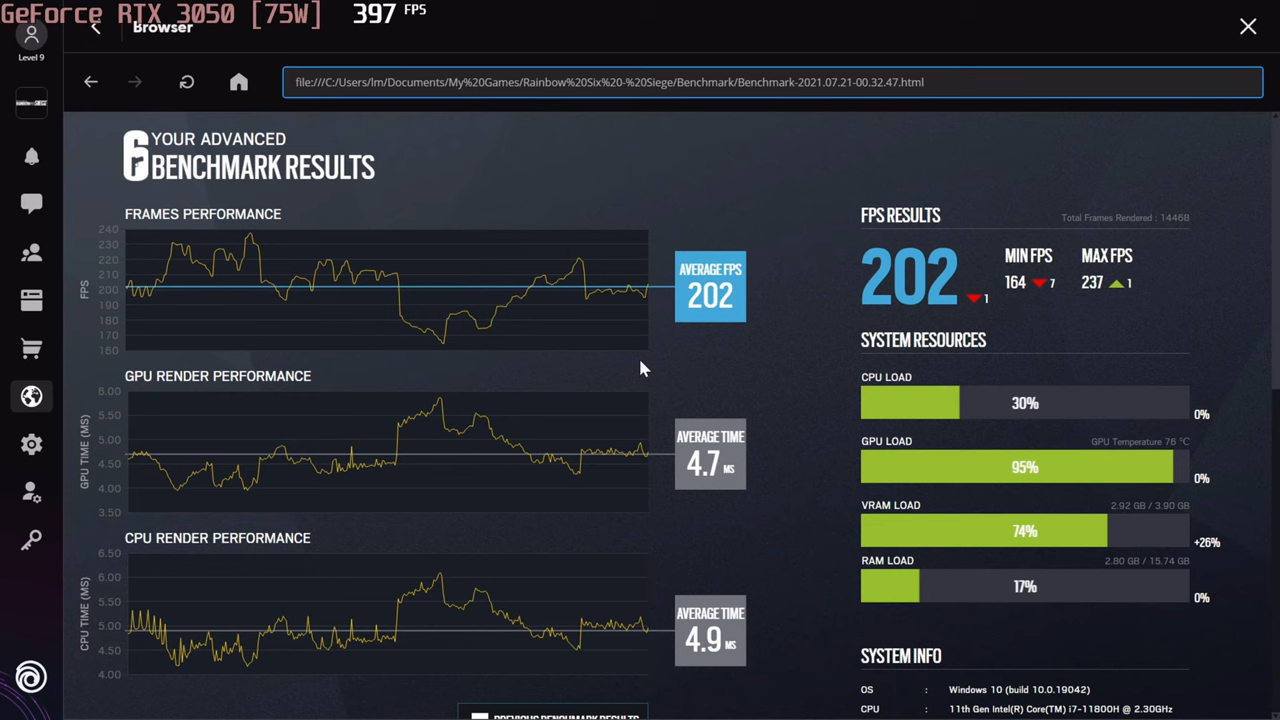 GeForce RTX 3050 [75W] 397 FPS
Browser
Level 9
file:///C:/Users/lm/Documents/My%20Games/Rainbow%20Six%20-%20Siege/Benchmark/Benchmark-2021.07.21-00.32.47.html
YOUR ADVANCED
BENCHMARK RESULTS
FRAMES PERFORMANCE
240
230
220
210
200
190
180
170
160
FPS
AVERAGE FPS
202
GPU RENDER PERFORMANCE
6.00
5.50
5.00
4.50
4.00
3.50
GPU TIME (MS)
AVERAGE TIME
4.7 MS
CPU RENDER PERFORMANCE
6.50
6.00
5.50
5.00
4.50
4.00
CPU TIME (MS)
AVERAGE TIME
4.9 MS
PREVIOUS BENCHMARK RESULTS
FPS RESULTS
Total Frames Rendered : 14468
202 1
MIN FPS
164 7
MAX FPS
237 1
SYSTEM RESOURCES
CPU LOAD
30%
0%
GPU LOAD
GPU Temperature 76 °C
95%
0%
VRAM LOAD
2.92 GB / 3.90 GB
74%
+26%
RAM LOAD
2.80 GB / 15.74 GB
17%
0%
SYSTEM INFO
OS : Windows 10 (build 10.0.19042)
CPU : 11th Gen Intel(R) Core(TM) i7-11800H @ 2.30GHz